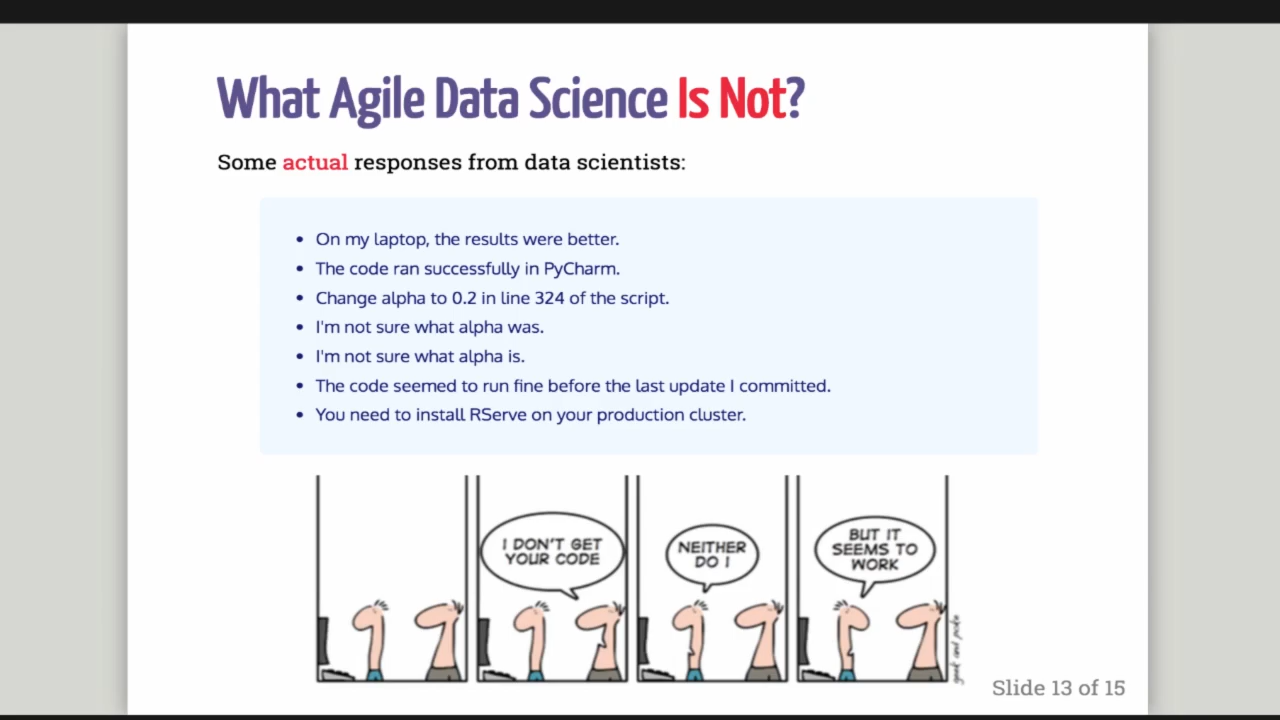 What Agile Data Science Is Not?
Some actual responses from data scientists:
• On my laptop, the results were better.
• The code ran successfully in PyCharm.
• Change alpha to 0.2 in line 324 of the script.
• I'm not sure what alpha was.
• I'm not sure what alpha is.
• The code seemed to run fine before the last update I committed.
• You need to install RServe on your production cluster.
I DON'T GET
YOUR CODE
NEITHER
DO I
BUT IT
SEEMS TO
WORK
geek and poke
Slide 13 of 15